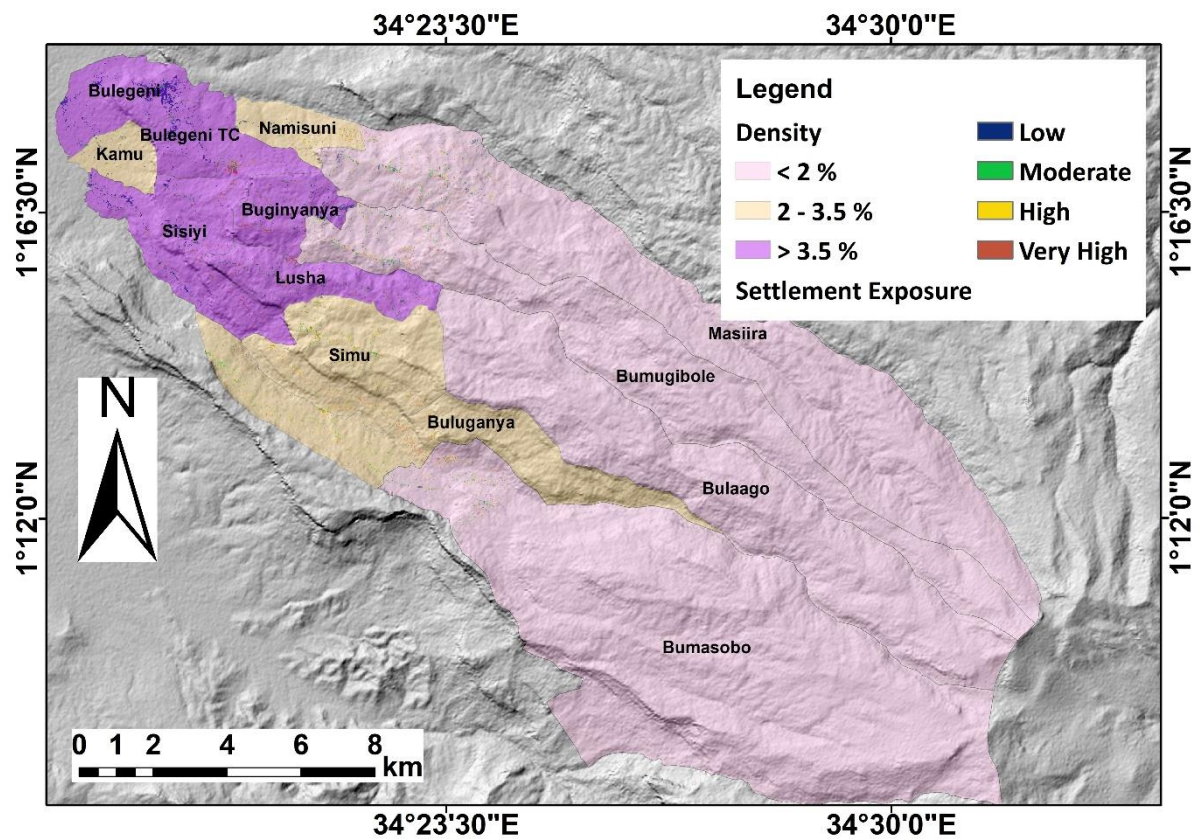 34°23'30"E
34°30'0"E
Legend
Density
< 2 %
2 - 3.5 %
> 3.5 %
Low
Moderate
High
Very High
Settlement Exposure
Bulegeni
Bulegeni TC
Namisuni
Kamu
1°16'30"N
1°16'30"N
Buginyanya
Sisiyi
Lusha
Masiira
Simu
Bumugibole
N
Buluganya
Bulaago
1°12'0"N
1°12'0"N
Bumasobo
0 1 2 4 6 8
km
34°23'30"E
34°30'0"E